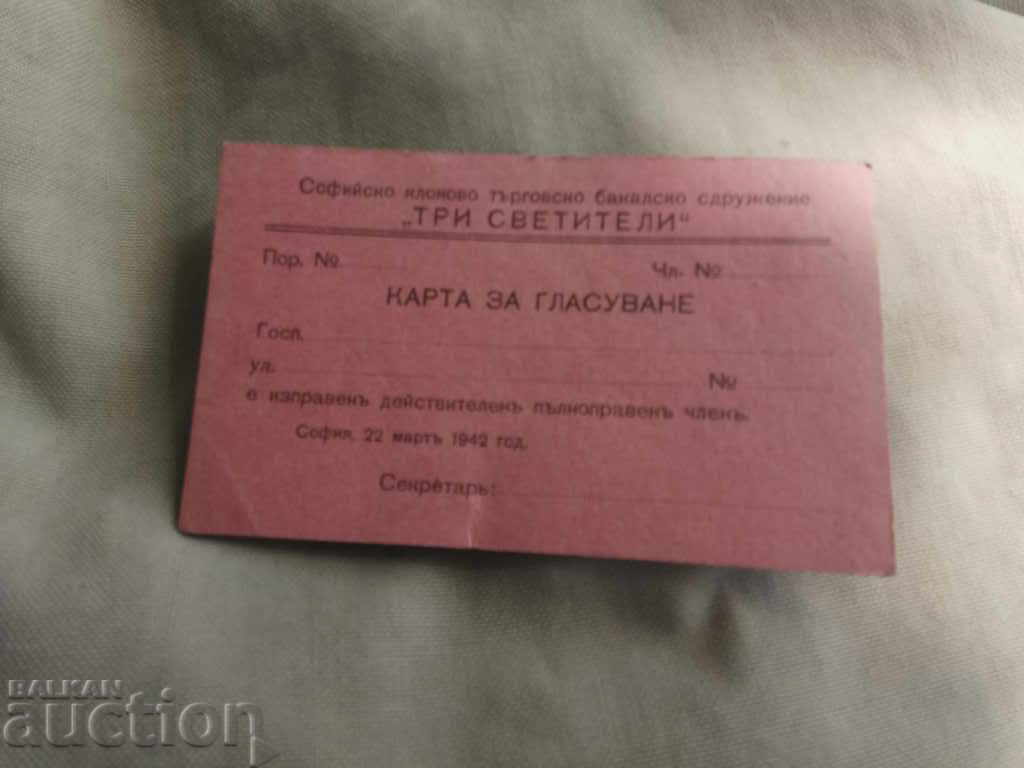 Софийско клоново търговско бакалско сдружение
„ТРИ СВЕТИТЕЛИ“
Пор. № Чл. №
КАРТА ЗА ГЛАСУВАНЕ
Госп.
ул. №
е изправенъ действителенъ пълноправенъ членъ.
София, 22 мартъ 1942 год.
Секретарь:
BALKAN
auction